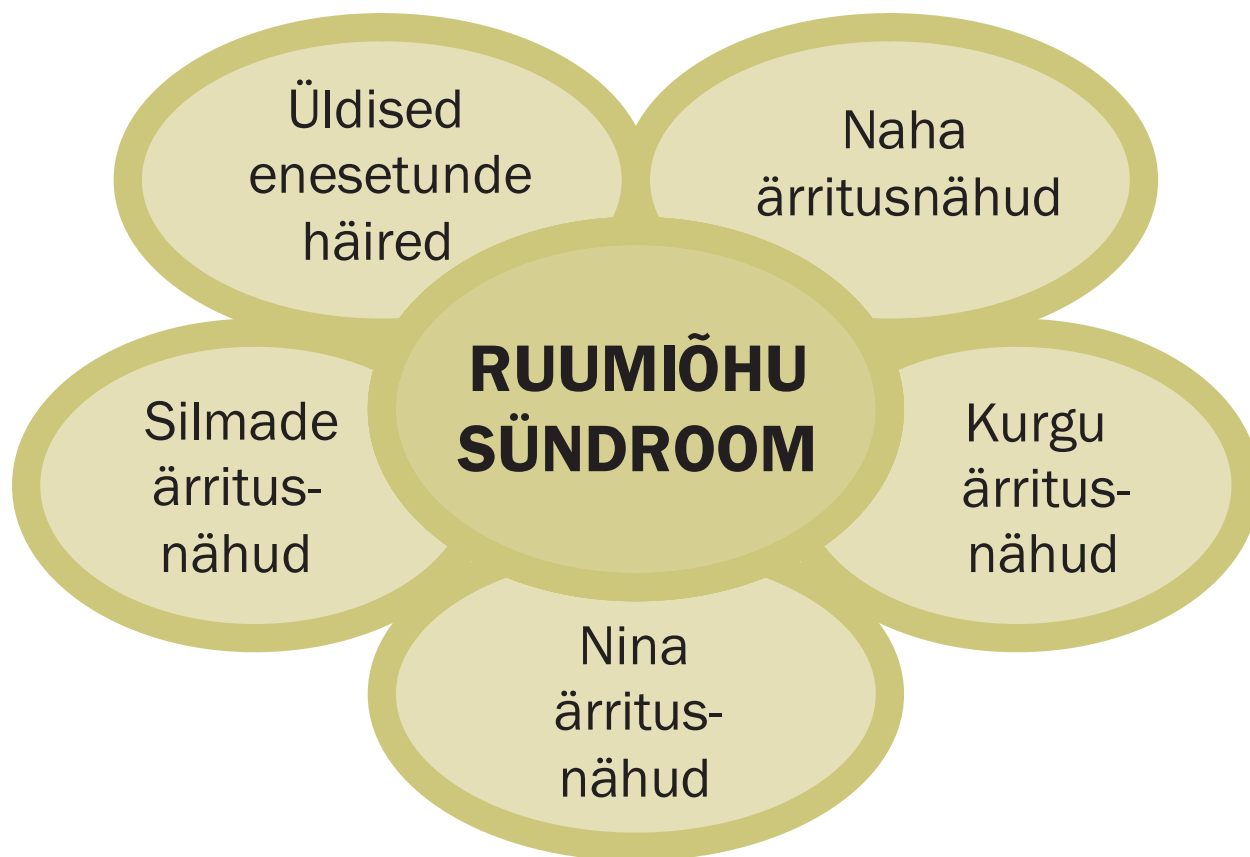 Üldised
enesetunde
häired
Naha
ärritusnähud
RUUMIÕHU
SÜNDROOM
Silmade
ärritus-
nähud
Kurgu
ärritus-
nähud
Nina
ärritus-
nähud